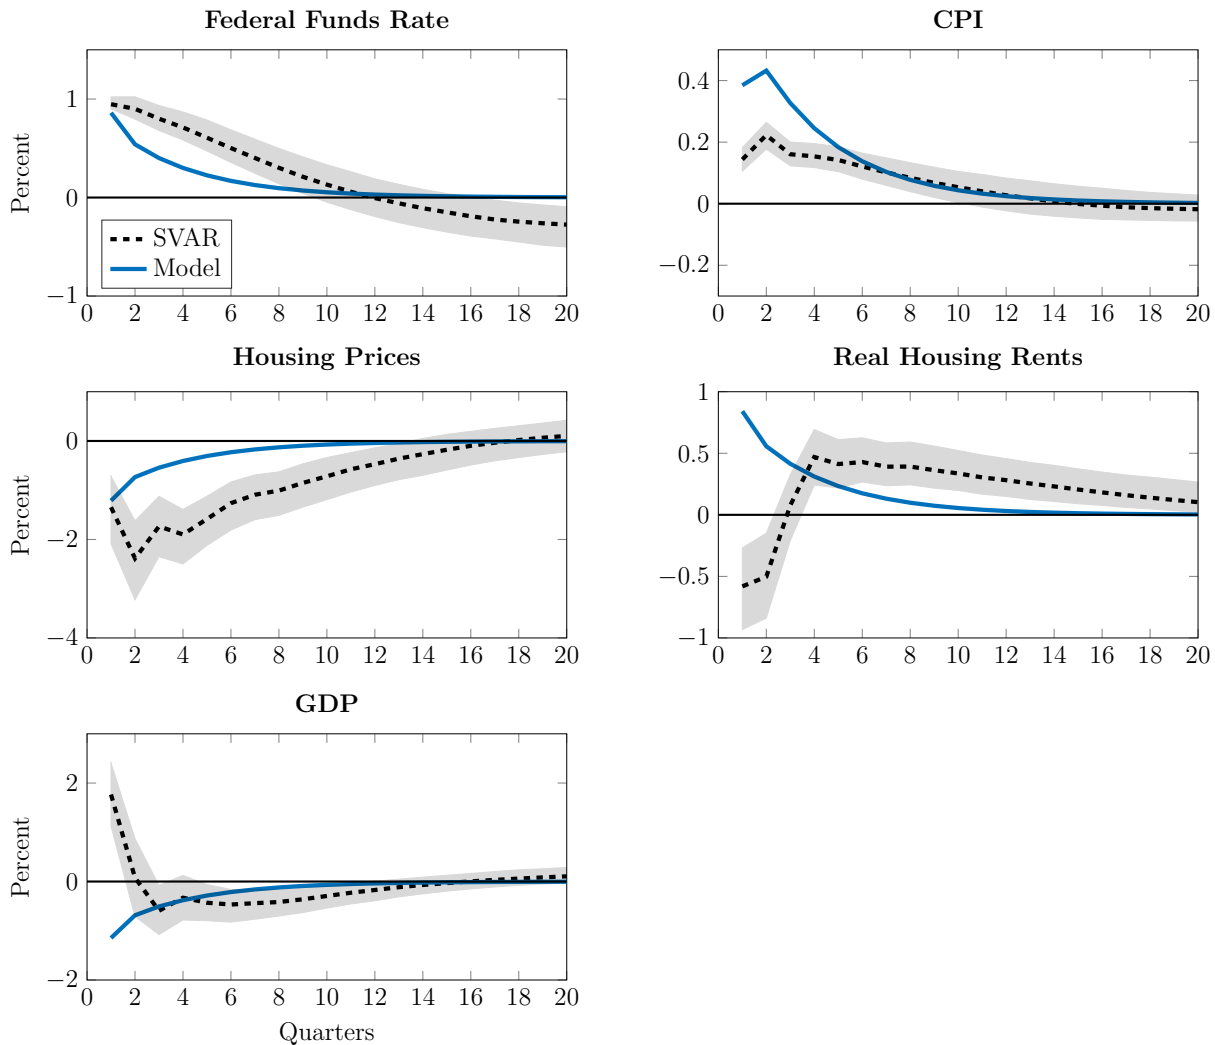 Federal Funds Rate
Percent
1
0
−1
SVAR
Model
0 2 4 6 8 10 12 14 16 18 20
CPI
0.4
0.2
0
−0.2
0 2 4 6 8 10 12 14 16 18 20
Housing Prices
Percent
0
−2
−4
0 2 4 6 8 10 12 14 16 18 20
Real Housing Rents
1
0.5
0
−0.5
−1
0 2 4 6 8 10 12 14 16 18 20
GDP
Percent
2
0
−2
0 2 4 6 8 10 12 14 16 18 20
Quarters